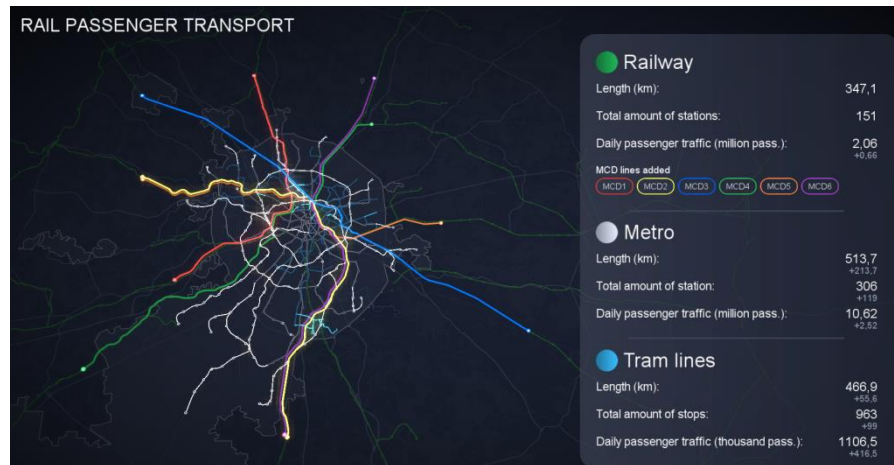 RAIL PASSENGER TRANSPORT
Railway
Length (km): 347,1
Total amount of stations: 151
Daily passenger traffic (million pass.): 2,06
+0,66
MCD lines added
MCD1 MCD2 MCD3 MCD4 MCD5 MCD6
Metro
Length (km): 513,7
+213,7
Total amount of station: 306
+119
Daily passenger traffic (million pass.): 10,62
+2,52
Tram lines
Length (km): 466,9
+55,6
Total amount of stops: 963
+99
Daily passenger traffic (thousand pass.): 1106,5
+416,5